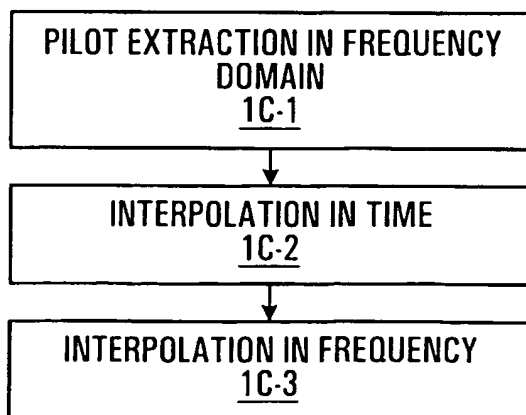 PILOT EXTRACTION IN FREQUENCY
DOMAIN
1C-1
INTERPOLATION IN TIME
1C-2
INTERPOLATION IN FREQUENCY
1C-3